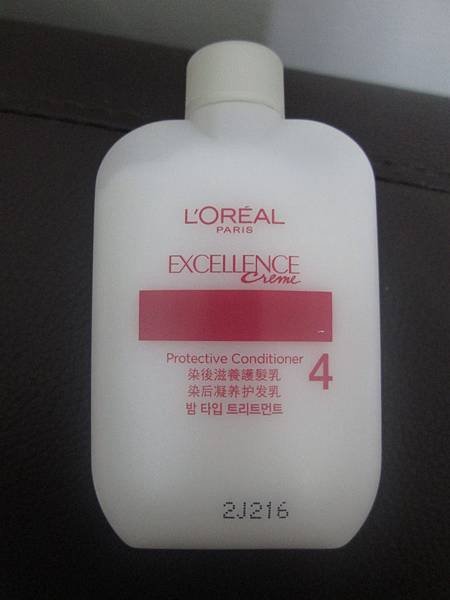 L'ORÉAL
PARIS
EXCELLENCE
Creme
Protective Conditioner
4
染後滋養護髮乳
染后凝养护发乳
밤 타입 트리트먼트
2J216